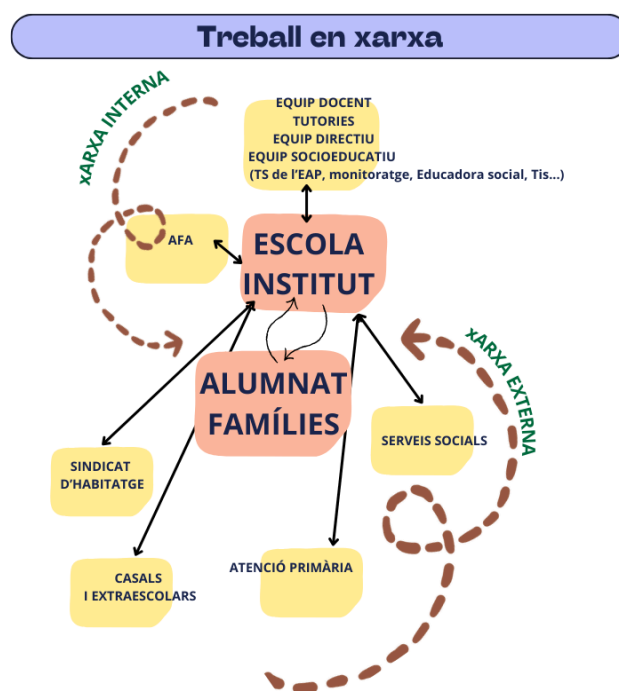 Treball en xarxa
xARXA INTERNA
EQUIP DOCENT
TUTORIES
EQUIP DIRECTIU
EQUIP SOCIOEDUCATIU
(TS de l'EAP, monitoratge, Educadora social, Tis...)
AFA
ESCOLA
INSTITUT
xARXA EXTERNA
ALUMNAT
FAMÍLIES
SERVEIS SOCIALS
SINDICAT
D'HABITATGE
ATENCIÓ PRIMÀRIA
CASALS
I EXTRAESCOLARS